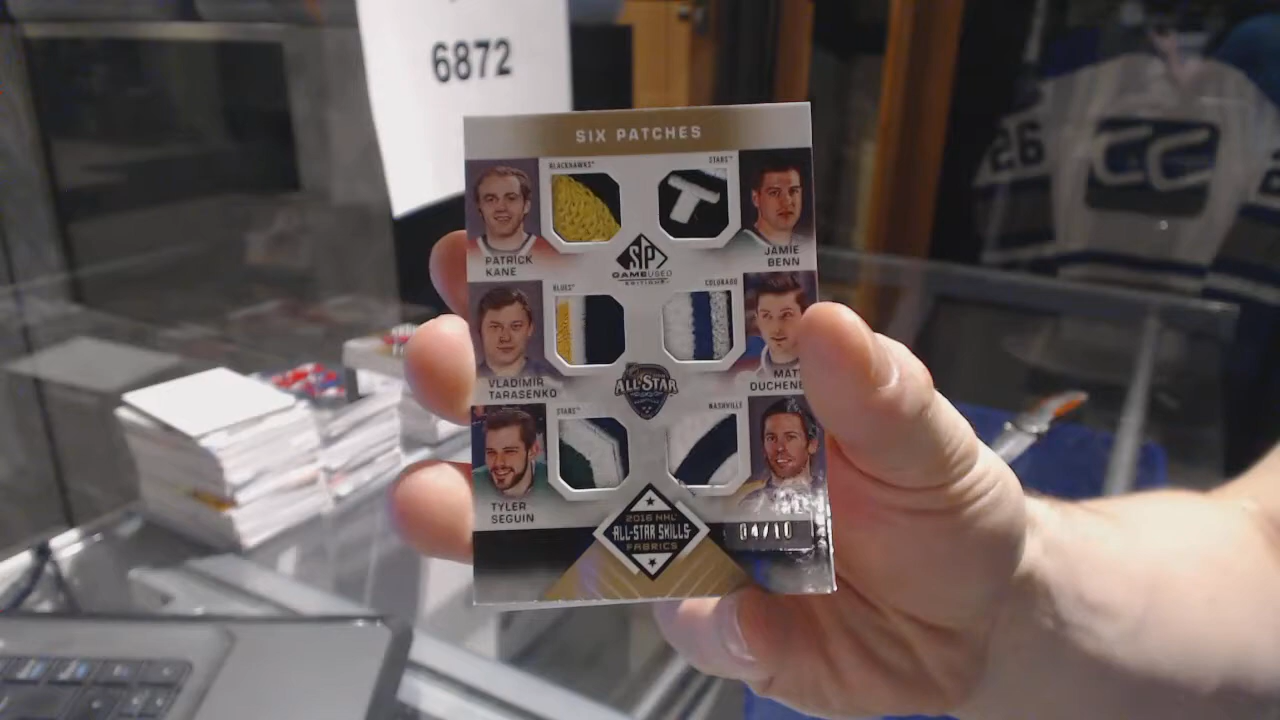 6872
SIX PATCHES
BLACKHAWKS
STARS
PATRICK
KANE
JAMIE
BENN
SP
GAME USED
EDITION
BLUES
COLORADO
VLADIMIR
TARASENKO
MATT
DUCHENE
ALL-STAR
STARS
NASHVILLE
TYLER
SEGUIN
2016 NHL
ALL-STAR SKILLS
FABRICS
04/10
26